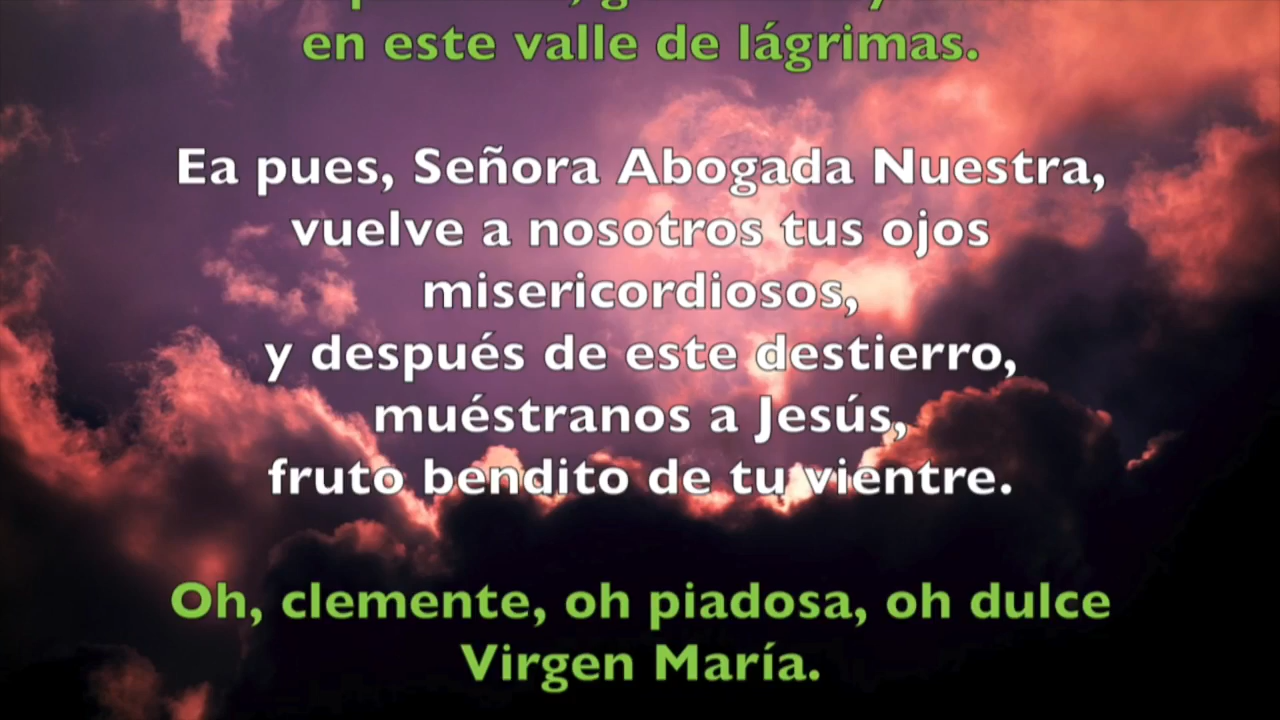 en este valle de lágrimas.
Ea pues, Señora Abogada Nuestra,
vuelve a nosotros tus ojos
misericordiosos,
y después de este destierro,
muéstranos a Jesús,
fruto bendito de tu vientre.
Oh, clemente, oh piadosa, oh dulce
Virgen María.